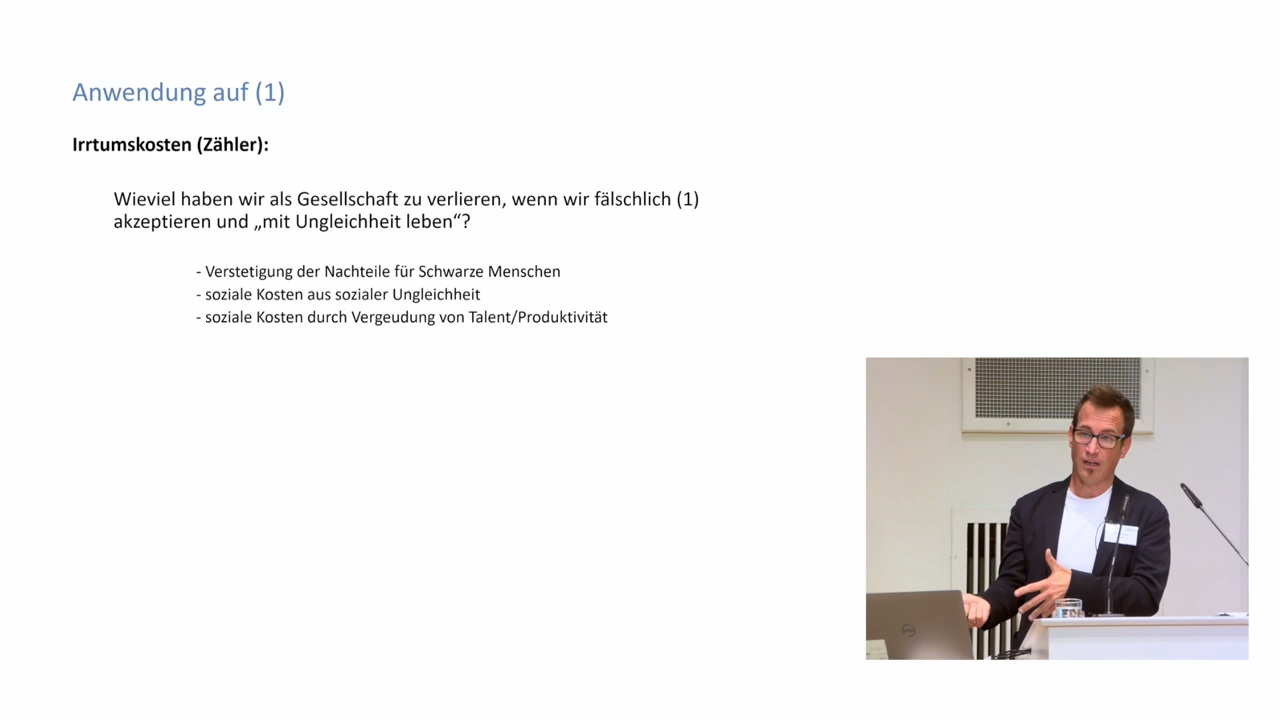 Anwendung auf (1)
Irrtumskosten (Zähler):
Wieviel haben wir als Gesellschaft zu verlieren, wenn wir fälschlich (1)
akzeptieren und „mit Ungleichheit leben“?
- Verstetigung der Nachteile für Schwarze Menschen
- soziale Kosten aus sozialer Ungleichheit
- soziale Kosten durch Vergeudung von Talent/Produktivität